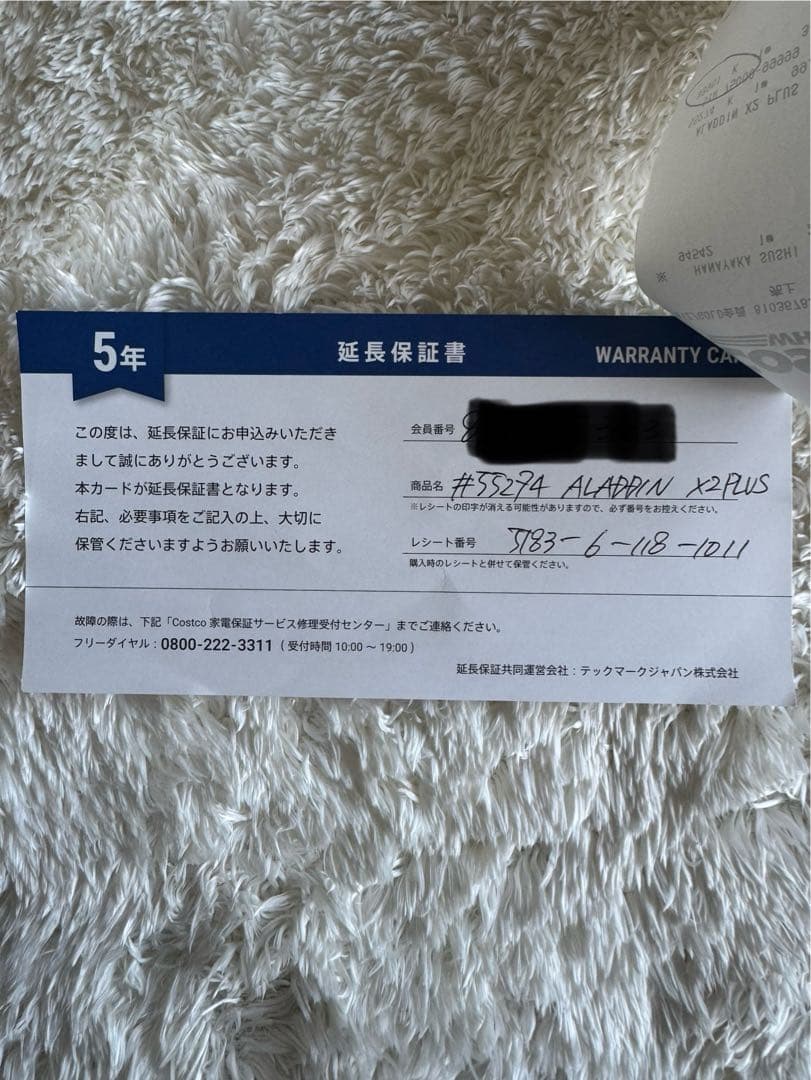 ALADDIN X2 PLUS
94542
HANAYAKA SUSHI
※
売上
5年
延長保証書
WARRANTY CA
この度は、延長保証にお申込みいただき
まして誠にありがとうございます。
本カードが延長保証書となります。
右記、必要事項をご記入の上、大切に
保管くださいますようお願いいたします。
会員番号
商品名 #55294 ALADDIN X2PLUS
※レシートの印字が消える可能性がありますので、必ず番号をお控えください。
レシート番号 5183-6-118-1011
購入時のレシートと併せて保管ください。
故障の際は、下記「Costco 家電保証サービス修理受付センター」までご連絡ください。
フリーダイヤル：0800-222-3311（受付時間 10:00 ～ 19:00）
延長保証共同運営会社：テックマークジャパン株式会社